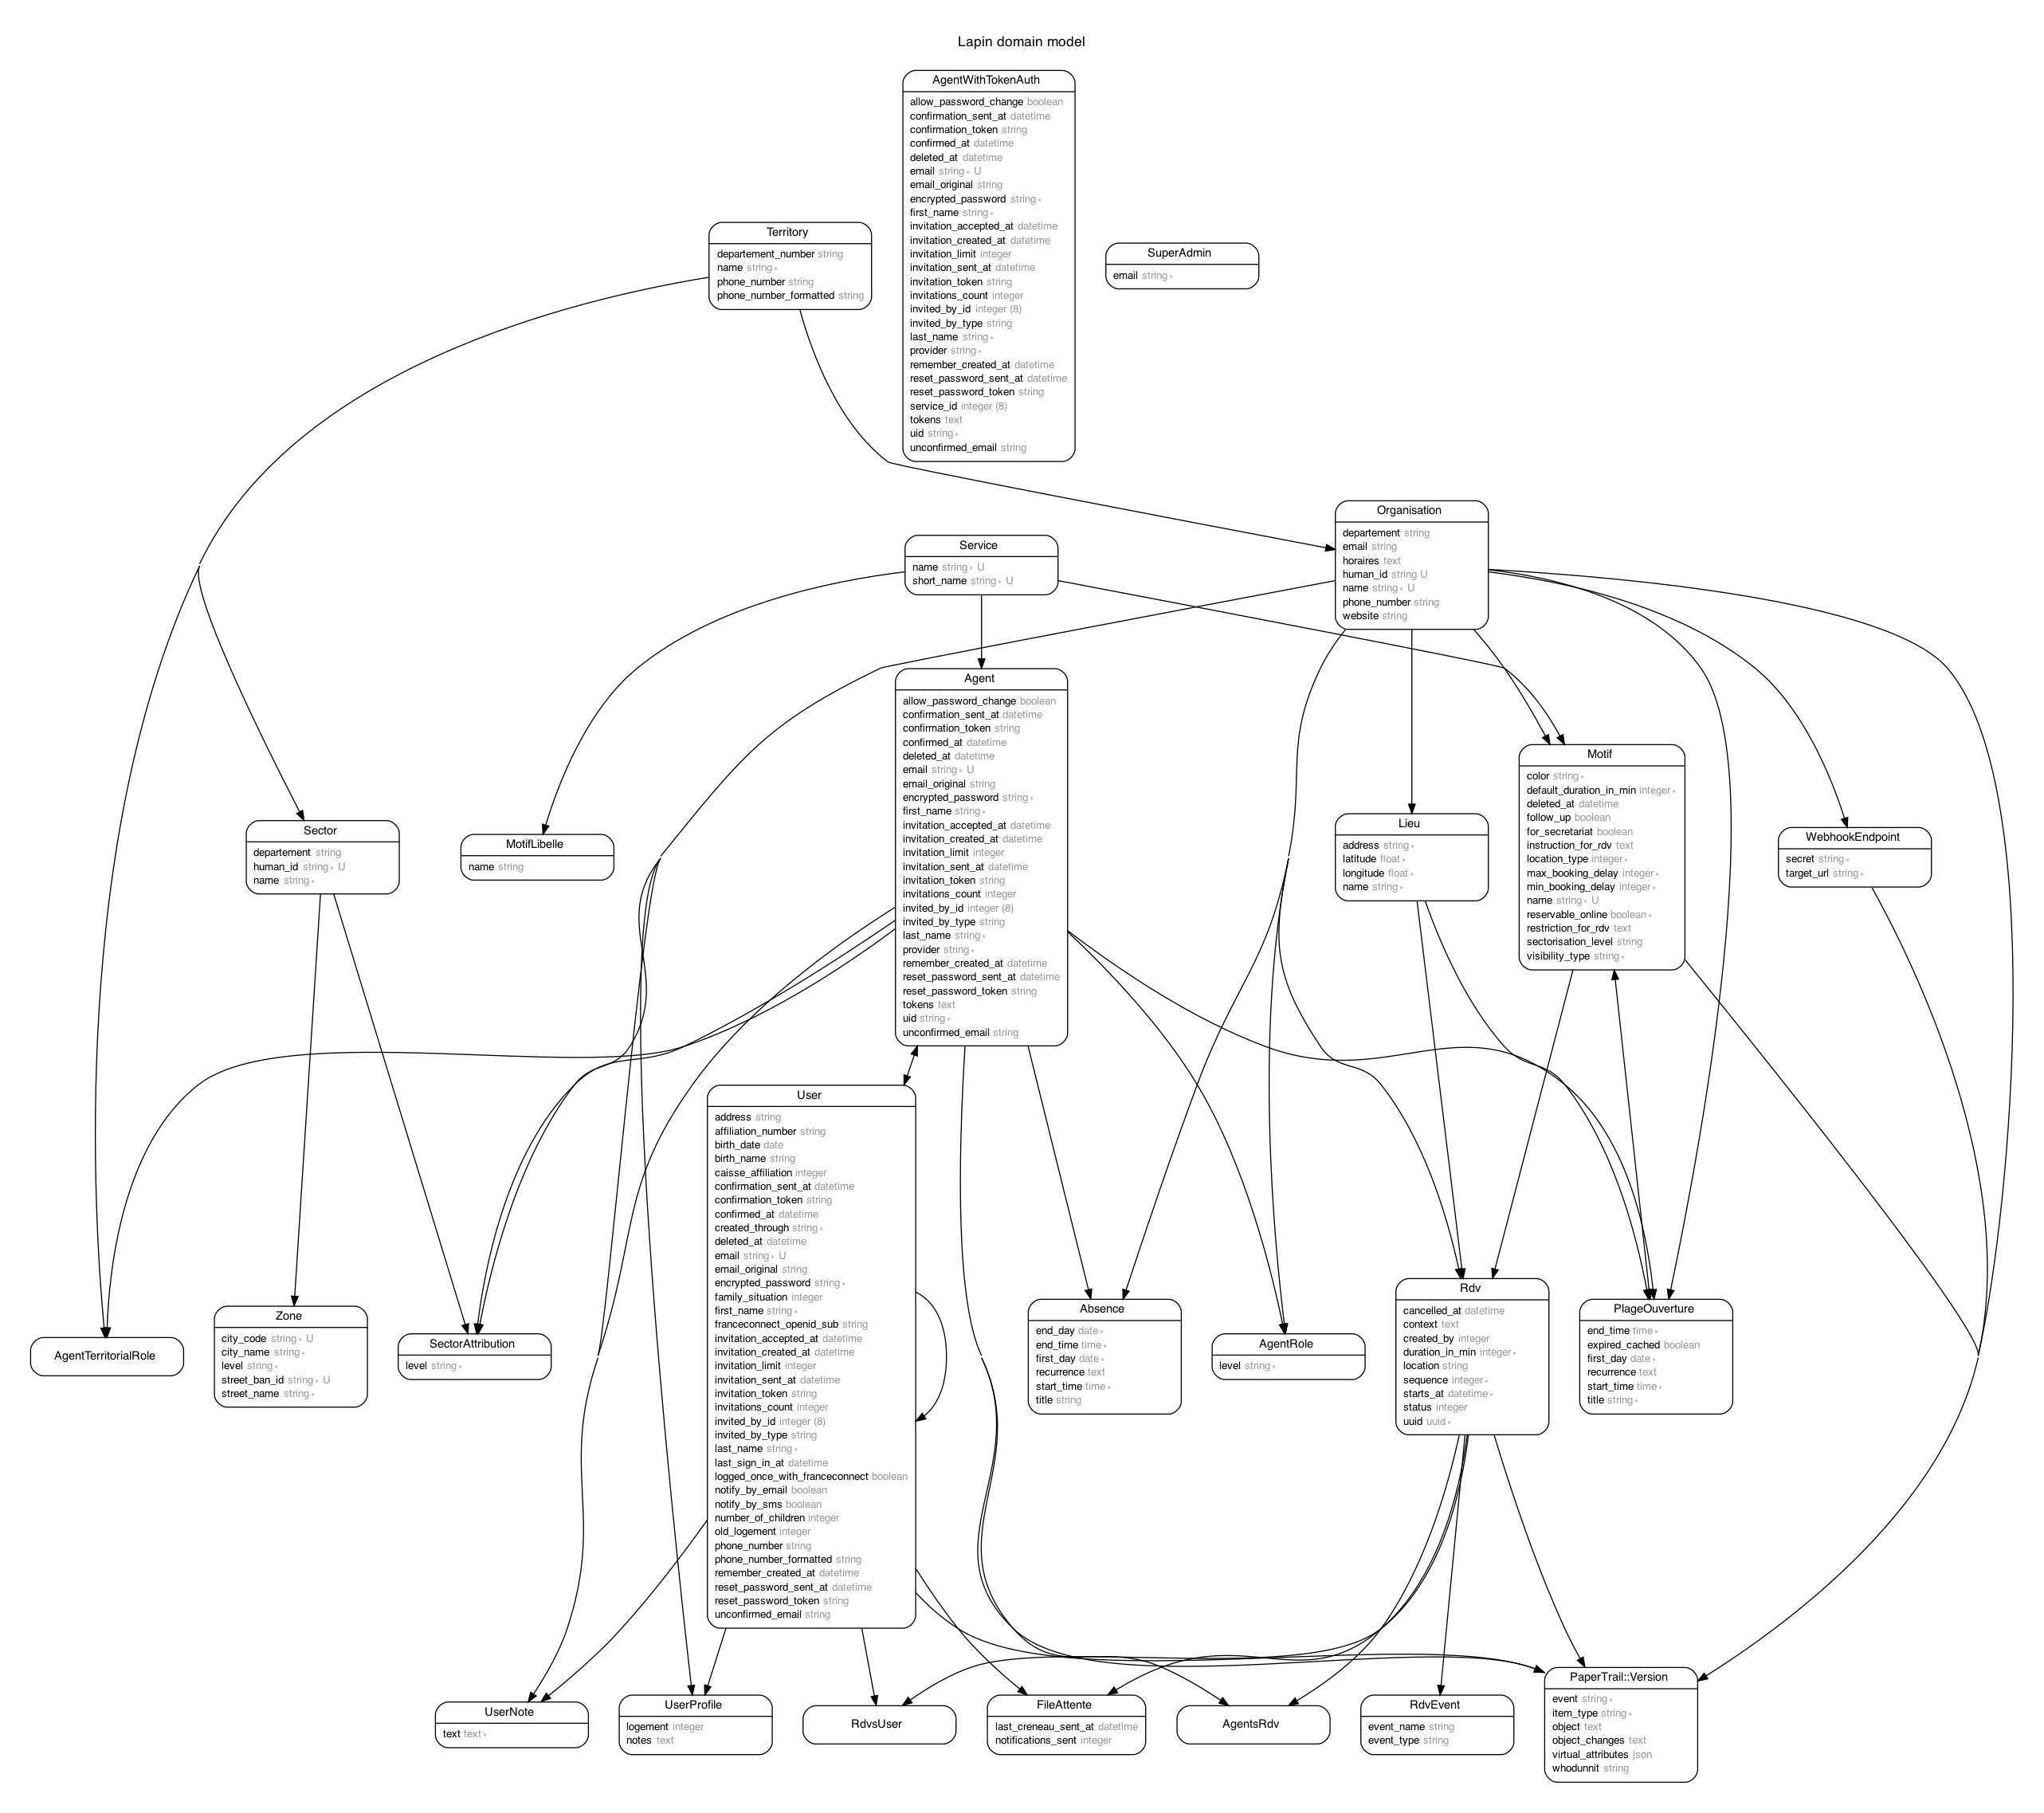 Lapin domain model
AgentWithTokenAuth
allow_password_change boolean
confirmation_sent_at datetime
confirmation_token string
confirmed_at datetime
deleted_at datetime
email string∗ U
email_original string
encrypted_password string∗
first_name string∗
invitation_accepted_at datetime
invitation_created_at datetime
invitation_limit integer
invitation_sent_at datetime
invitation_token string
invitations_count integer
invited_by_id integer (8)
invited_by_type string
last_name string∗
provider string∗
remember_created_at datetime
reset_password_sent_at datetime
reset_password_token string
service_id integer (8)
tokens text
uid string∗
unconfirmed_email string
Territory
departement_number string
name string∗
phone_number string
phone_number_formatted string
SuperAdmin
email string∗
Organisation
departement string
email string
horaires text
human_id string U
name string∗ U
phone_number string
website string
Service
name string∗ U
short_name string∗ U
Agent
allow_password_change boolean
confirmation_sent_at datetime
confirmation_token string
confirmed_at datetime
deleted_at datetime
email string∗ U
email_original string
encrypted_password string∗
first_name string∗
invitation_accepted_at datetime
invitation_created_at datetime
invitation_limit integer
invitation_sent_at datetime
invitation_token string
invitations_count integer
invited_by_id integer (8)
invited_by_type string
last_name string∗
provider string∗
remember_created_at datetime
reset_password_sent_at datetime
reset_password_token string
tokens text
uid string∗
unconfirmed_email string
Motif
color string∗
default_duration_in_min integer∗
deleted_at datetime
follow_up boolean
for_secretariat boolean
instruction_for_rdv text
location_type integer∗
max_booking_delay integer∗
min_booking_delay integer∗
name string∗ U
reservable_online boolean∗
restriction_for_rdv text
sectorisation_level string
visibility_type string∗
Sector
departement string
human_id string∗ U
name string∗
MotifLibelle
name string
Lieu
address string∗
latitude float∗
longitude float∗
name string∗
WebhookEndpoint
secret string∗
target_url string∗
User
address string
affiliation_number string
birth_date date
birth_name string
caisse_affiliation integer
confirmation_sent_at datetime
confirmation_token string
confirmed_at datetime
created_through string∗
deleted_at datetime
email string∗ U
email_original string
encrypted_password string∗
family_situation integer
first_name string∗
franceconnect_openid_sub string
invitation_accepted_at datetime
invitation_created_at datetime
invitation_limit integer
invitation_sent_at datetime
invitation_token string
invitations_count integer
invited_by_id integer (8)
invited_by_type string
last_name string∗
last_sign_in_at datetime
logged_once_with_franceconnect boolean
notify_by_email boolean
notify_by_sms boolean
number_of_children integer
old_logement integer
phone_number string
phone_number_formatted string
remember_created_at datetime
reset_password_sent_at datetime
reset_password_token string
unconfirmed_email string
AgentTerritorialRole
Zone
city_code string∗ U
city_name string∗
level string∗
street_ban_id string∗ U
street_name string∗
SectorAttribution
level string∗
Absence
end_day date∗
end_time time∗
first_day date∗
recurrence text
start_time time∗
title string
AgentRole
level string∗
Rdv
cancelled_at datetime
context text
created_by integer
duration_in_min integer∗
location string
sequence integer∗
starts_at datetime∗
status integer
uuid uuid∗
PlageOuverture
end_time time∗
expired_cached boolean
first_day date∗
recurrence text
start_time time∗
title string∗
UserNote
text text∗
UserProfile
logement integer
notes text
RdvsUser
FileAttente
last_creneau_sent_at datetime
notifications_sent integer
AgentsRdv
RdvEvent
event_name string
event_type string
PaperTrail::Version
event string∗
item_type string∗
object text
object_changes text
virtual_attributes json
whodunnit string